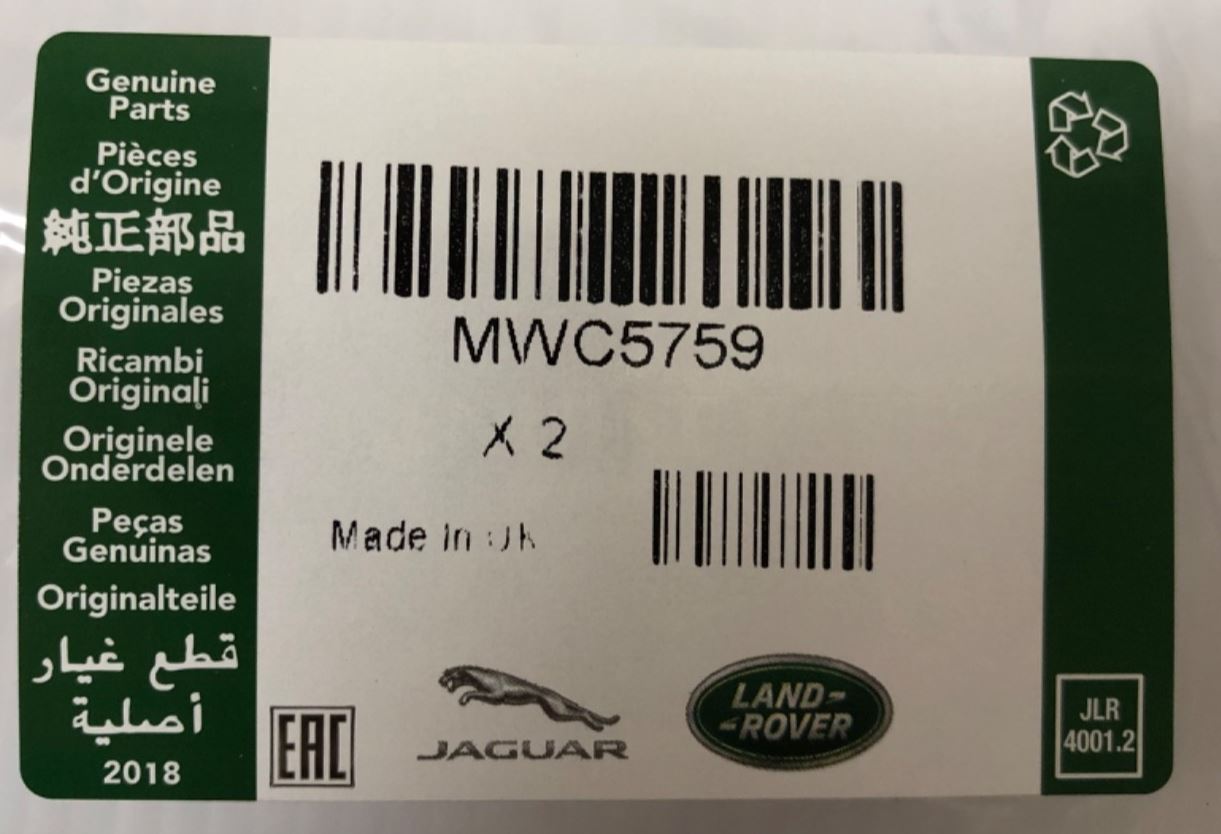 Genuine
Parts
Pièces
d'Origine
純正部品
Piezas
Originales
Ricambi
Originali
Originele
Onderdelen
Peças
Genuinas
Originalteile
قطع غيار
أصلية
2018
MWC5759
X 2
Made In UK
EAC
JAGUAR
LAND-
-ROVER
JLR
4001.2